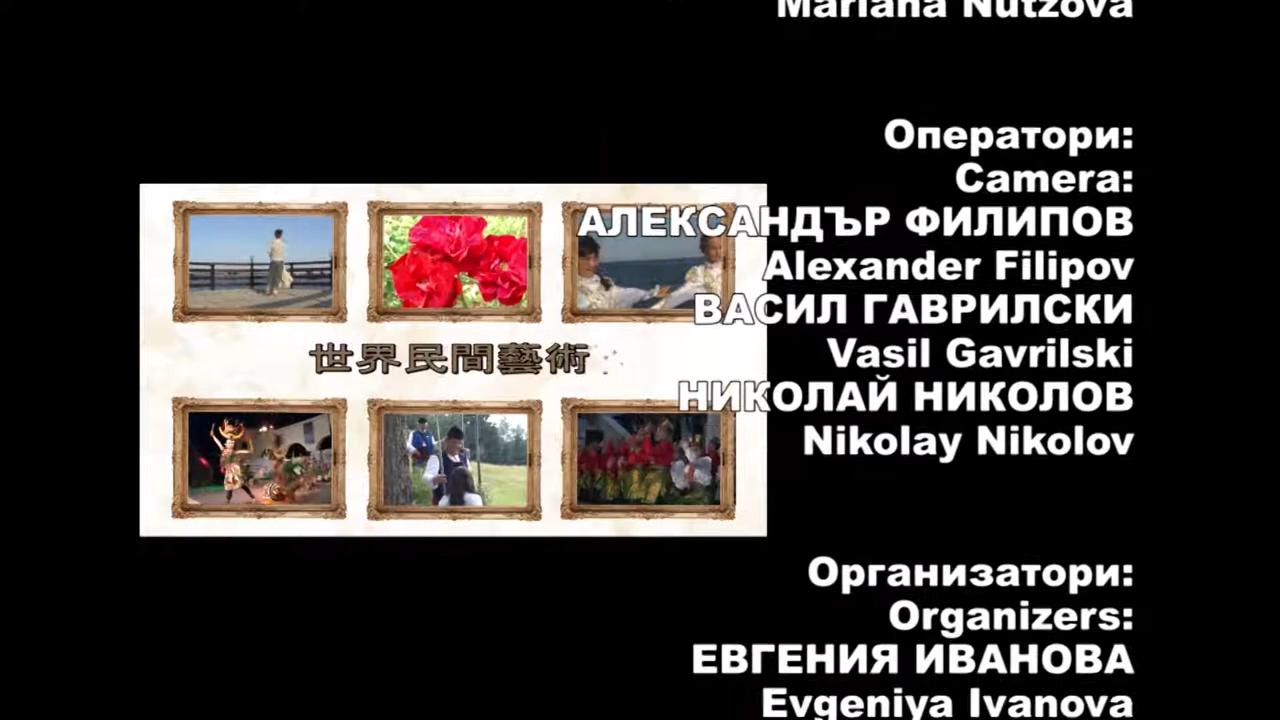 Mariana Nutzova
Оператори:
Camera:
АЛЕКСАНДЪР ФИЛИПОВ
Alexander Filipov
ВАСИЛ ГАВРИЛСКИ
Vasil Gavrilski
世界民間藝術
НИКОЛАЙ НИКОЛОВ
Nikolay Nikolov
Организатори:
Organizers:
ЕВГЕНИЯ ИВАНОВА
Evgeniya Ivanova